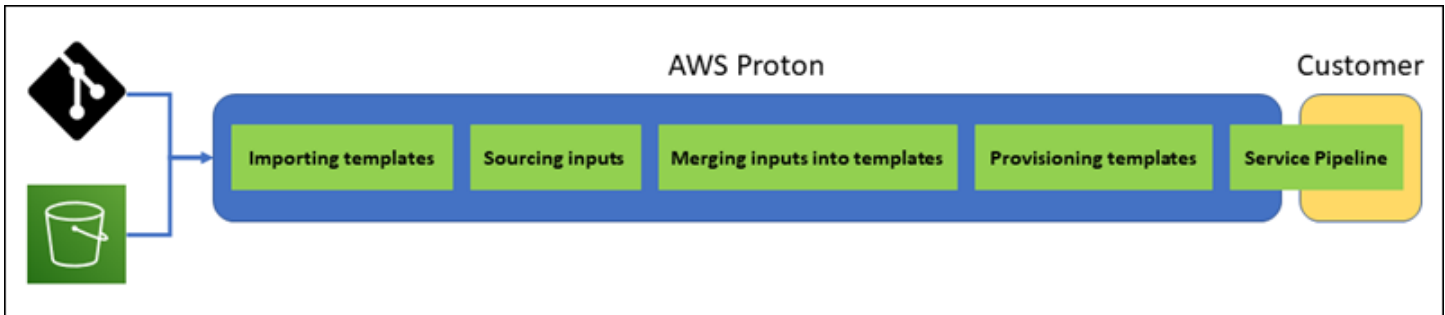 AWS Proton
Customer
Importing templates
Sourcing inputs
Merging inputs into templates
Provisioning templates
Service Pipeline